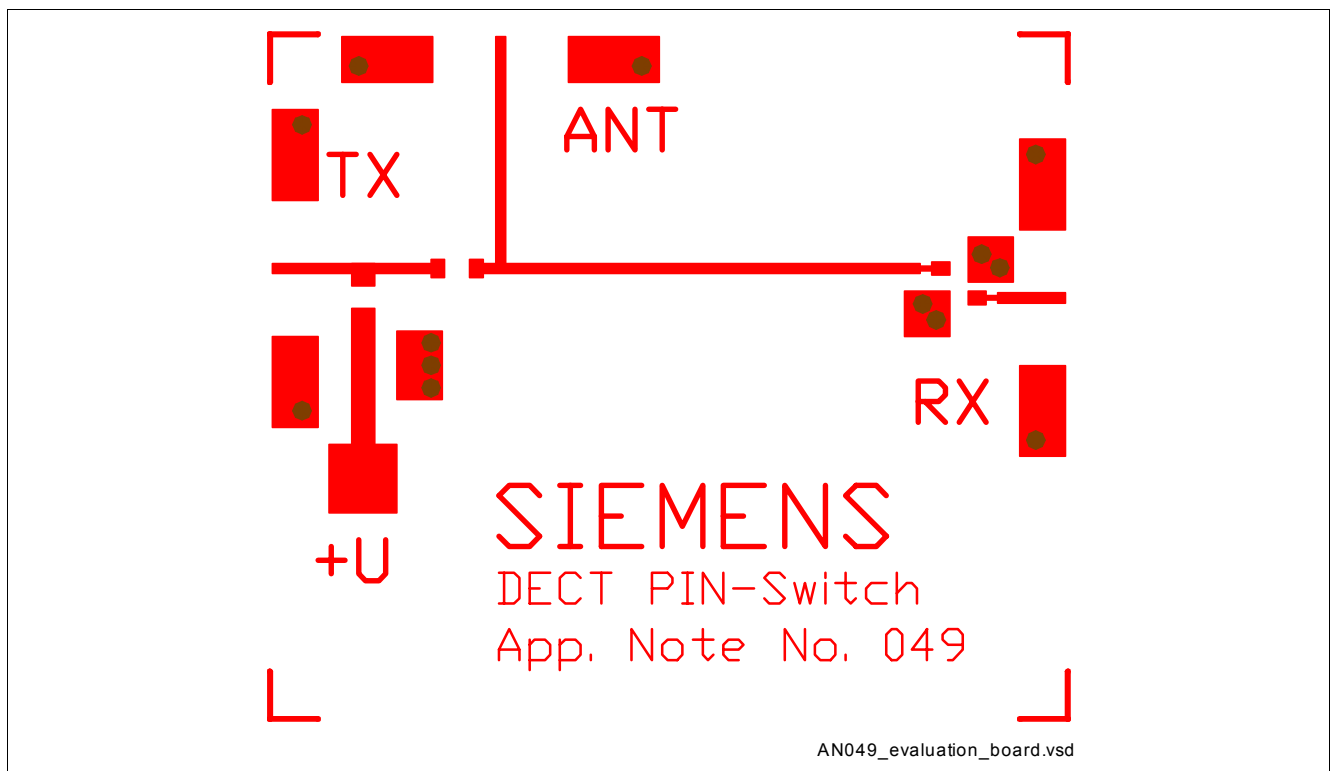 ANT
TX
RX
SIEMENS
+U
DECT PIN-Switch
App. Note No. 049
AN049_evaluation_board.vsd